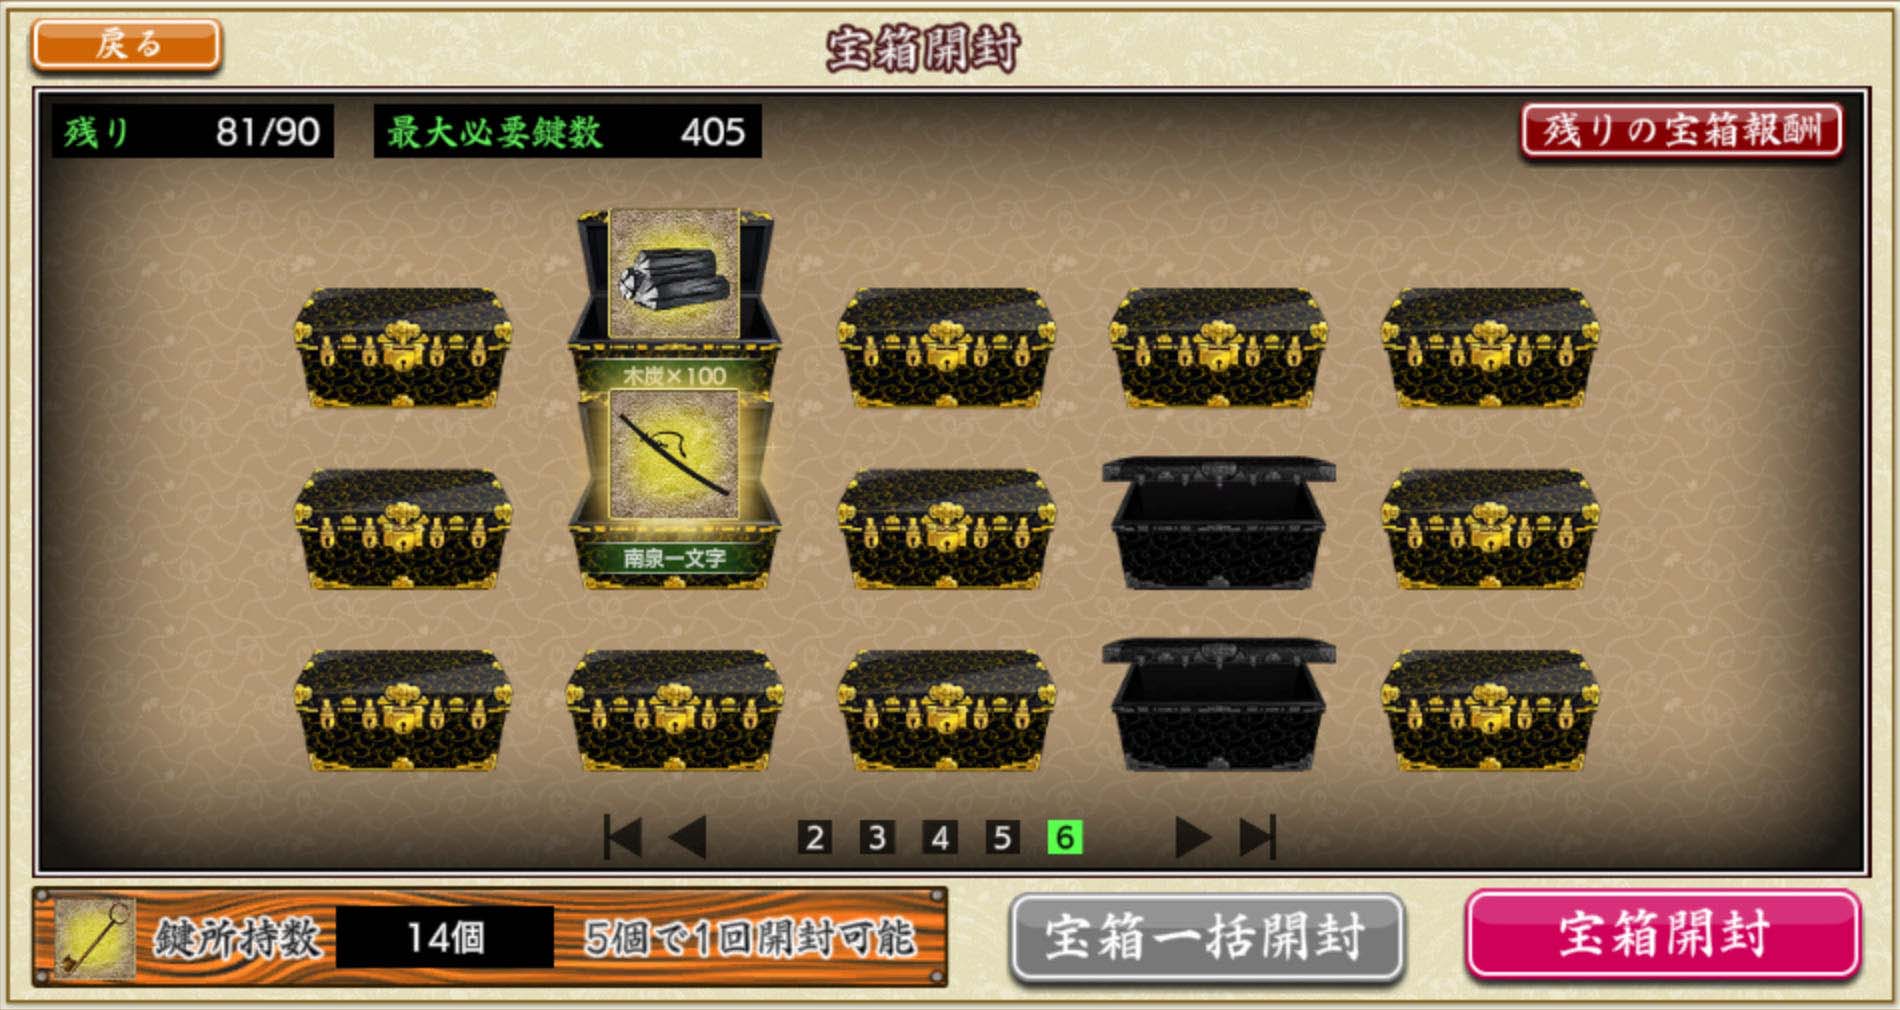 戻る
宝箱開封
残り 81/90
最大必要鍵数 405
残りの宝箱報酬
木炭×100
南泉一文字
2 3 4 5 6
鍵所持数 14個 5個で1回開封可能
宝箱一括開封
宝箱開封